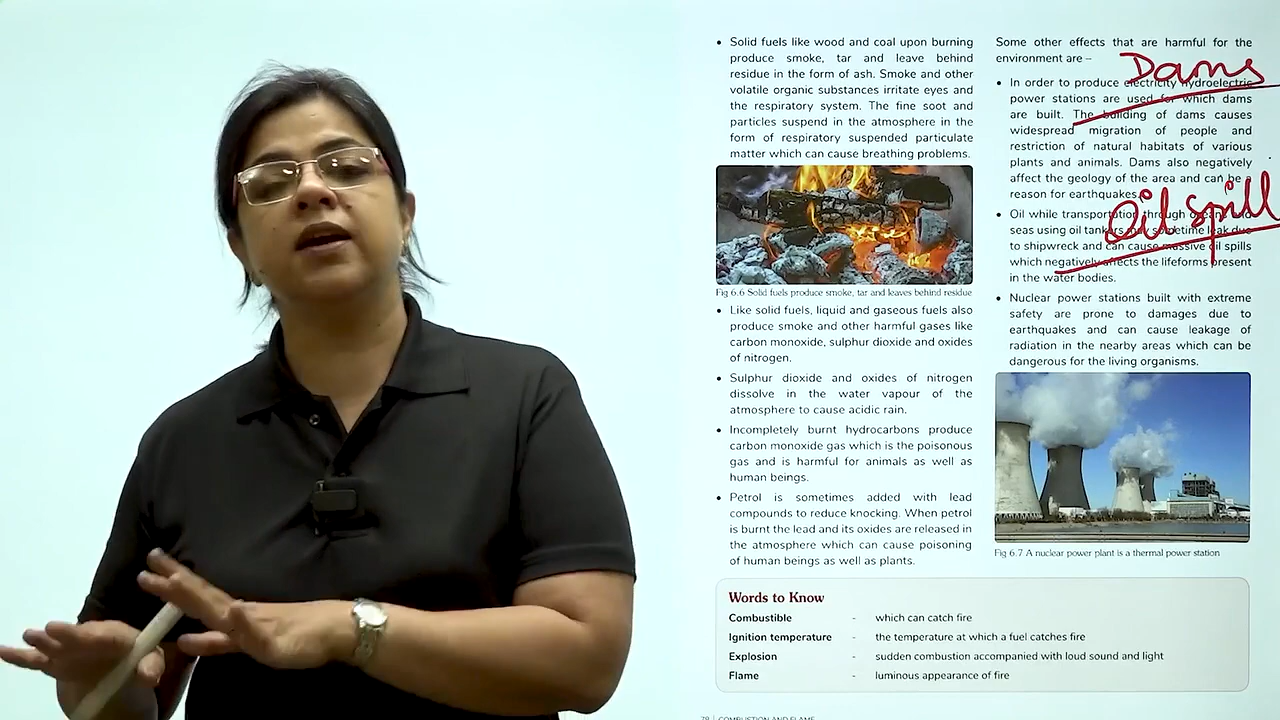 • Solid fuels like wood and coal upon burning
produce smoke, tar and leave behind
residue in the form of ash. Smoke and other
volatile organic substances irritate eyes and
the respiratory system. The fine soot and
particles suspend in the atmosphere in the
form of respiratory suspended particulate
matter which can cause breathing problems.
Fig 6.6 Solid fuels produce smoke, tar and leaves behind residue
• Like solid fuels, liquid and gaseous fuels also
produce smoke and other harmful gases like
carbon monoxide, sulphur dioxide and oxides
of nitrogen.
• Sulphur dioxide and oxides of nitrogen
dissolve in the water vapour of the
atmosphere to cause acidic rain.
• Incompletely burnt hydrocarbons produce
carbon monoxide gas which is the poisonous
gas and is harmful for animals as well as
human beings.
• Petrol is sometimes added with lead
compounds to reduce knocking. When petrol
is burnt the lead and its oxides are released in
the atmosphere which can cause poisoning
of human beings as well as plants.
Some other effects that are harmful for the
environment are –
Dams
• In order to produce electricity hydroelectric
power stations are used for which dams
are built. The building of dams causes
widespread migration of people and
restriction of natural habitats of various
plants and animals. Dams also negatively
affect the geology of the area and can be a
reason for earthquakes.
Oil spill
• Oil while transportation through oceans and
seas using oil tankers may sometime leak due
to shipwreck and can cause massive oil spills
which negatively affects the lifeforms present
in the water bodies.
• Nuclear power stations built with extreme
safety are prone to damages due to
earthquakes and can cause leakage of
radiation in the nearby areas which can be
dangerous for the living organisms.
Fig 6.7 A nuclear power plant is a thermal power station
Words to Know
Combustible - which can catch fire
Ignition temperature - the temperature at which a fuel catches fire
Explosion - sudden combustion accompanied with loud sound and light
Flame - luminous appearance of fire
78 | COMBUSTION AND FLAME